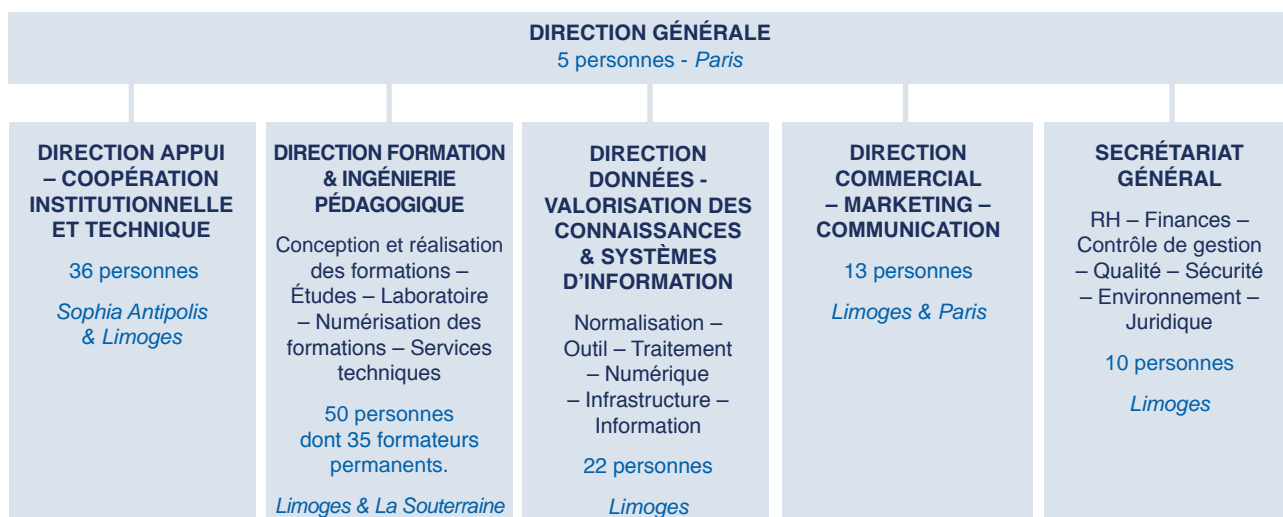 DIRECTION GÉNÉRALE
5 personnes - Paris
DIRECTION APPUI
– COOPÉRATION
INSTITUTIONNELLE
ET TECHNIQUE
36 personnes
Sophia Antipolis
& Limoges
DIRECTION FORMATION
& INGÉNIERIE
PÉDAGOGIQUE
Conception et réalisation
des formations –
Études – Laboratoire
– Numérisation des
formations – Services
techniques
50 personnes
dont 35 formateurs
permanents.
Limoges & La Souterraine
DIRECTION
DONNÉES -
VALORISATION DES
CONNAISSANCES
& SYSTÈMES
D’INFORMATION
Normalisation –
Outil – Traitement
– Numérique
– Infrastructure –
Information
22 personnes
Limoges
DIRECTION
COMMERCIAL
– MARKETING –
COMMUNICATION
13 personnes
Limoges & Paris
SECRÉTARIAT
GÉNÉRAL
RH – Finances –
Contrôle de gestion
– Qualité – Sécurité
– Environnement –
Juridique
10 personnes
Limoges